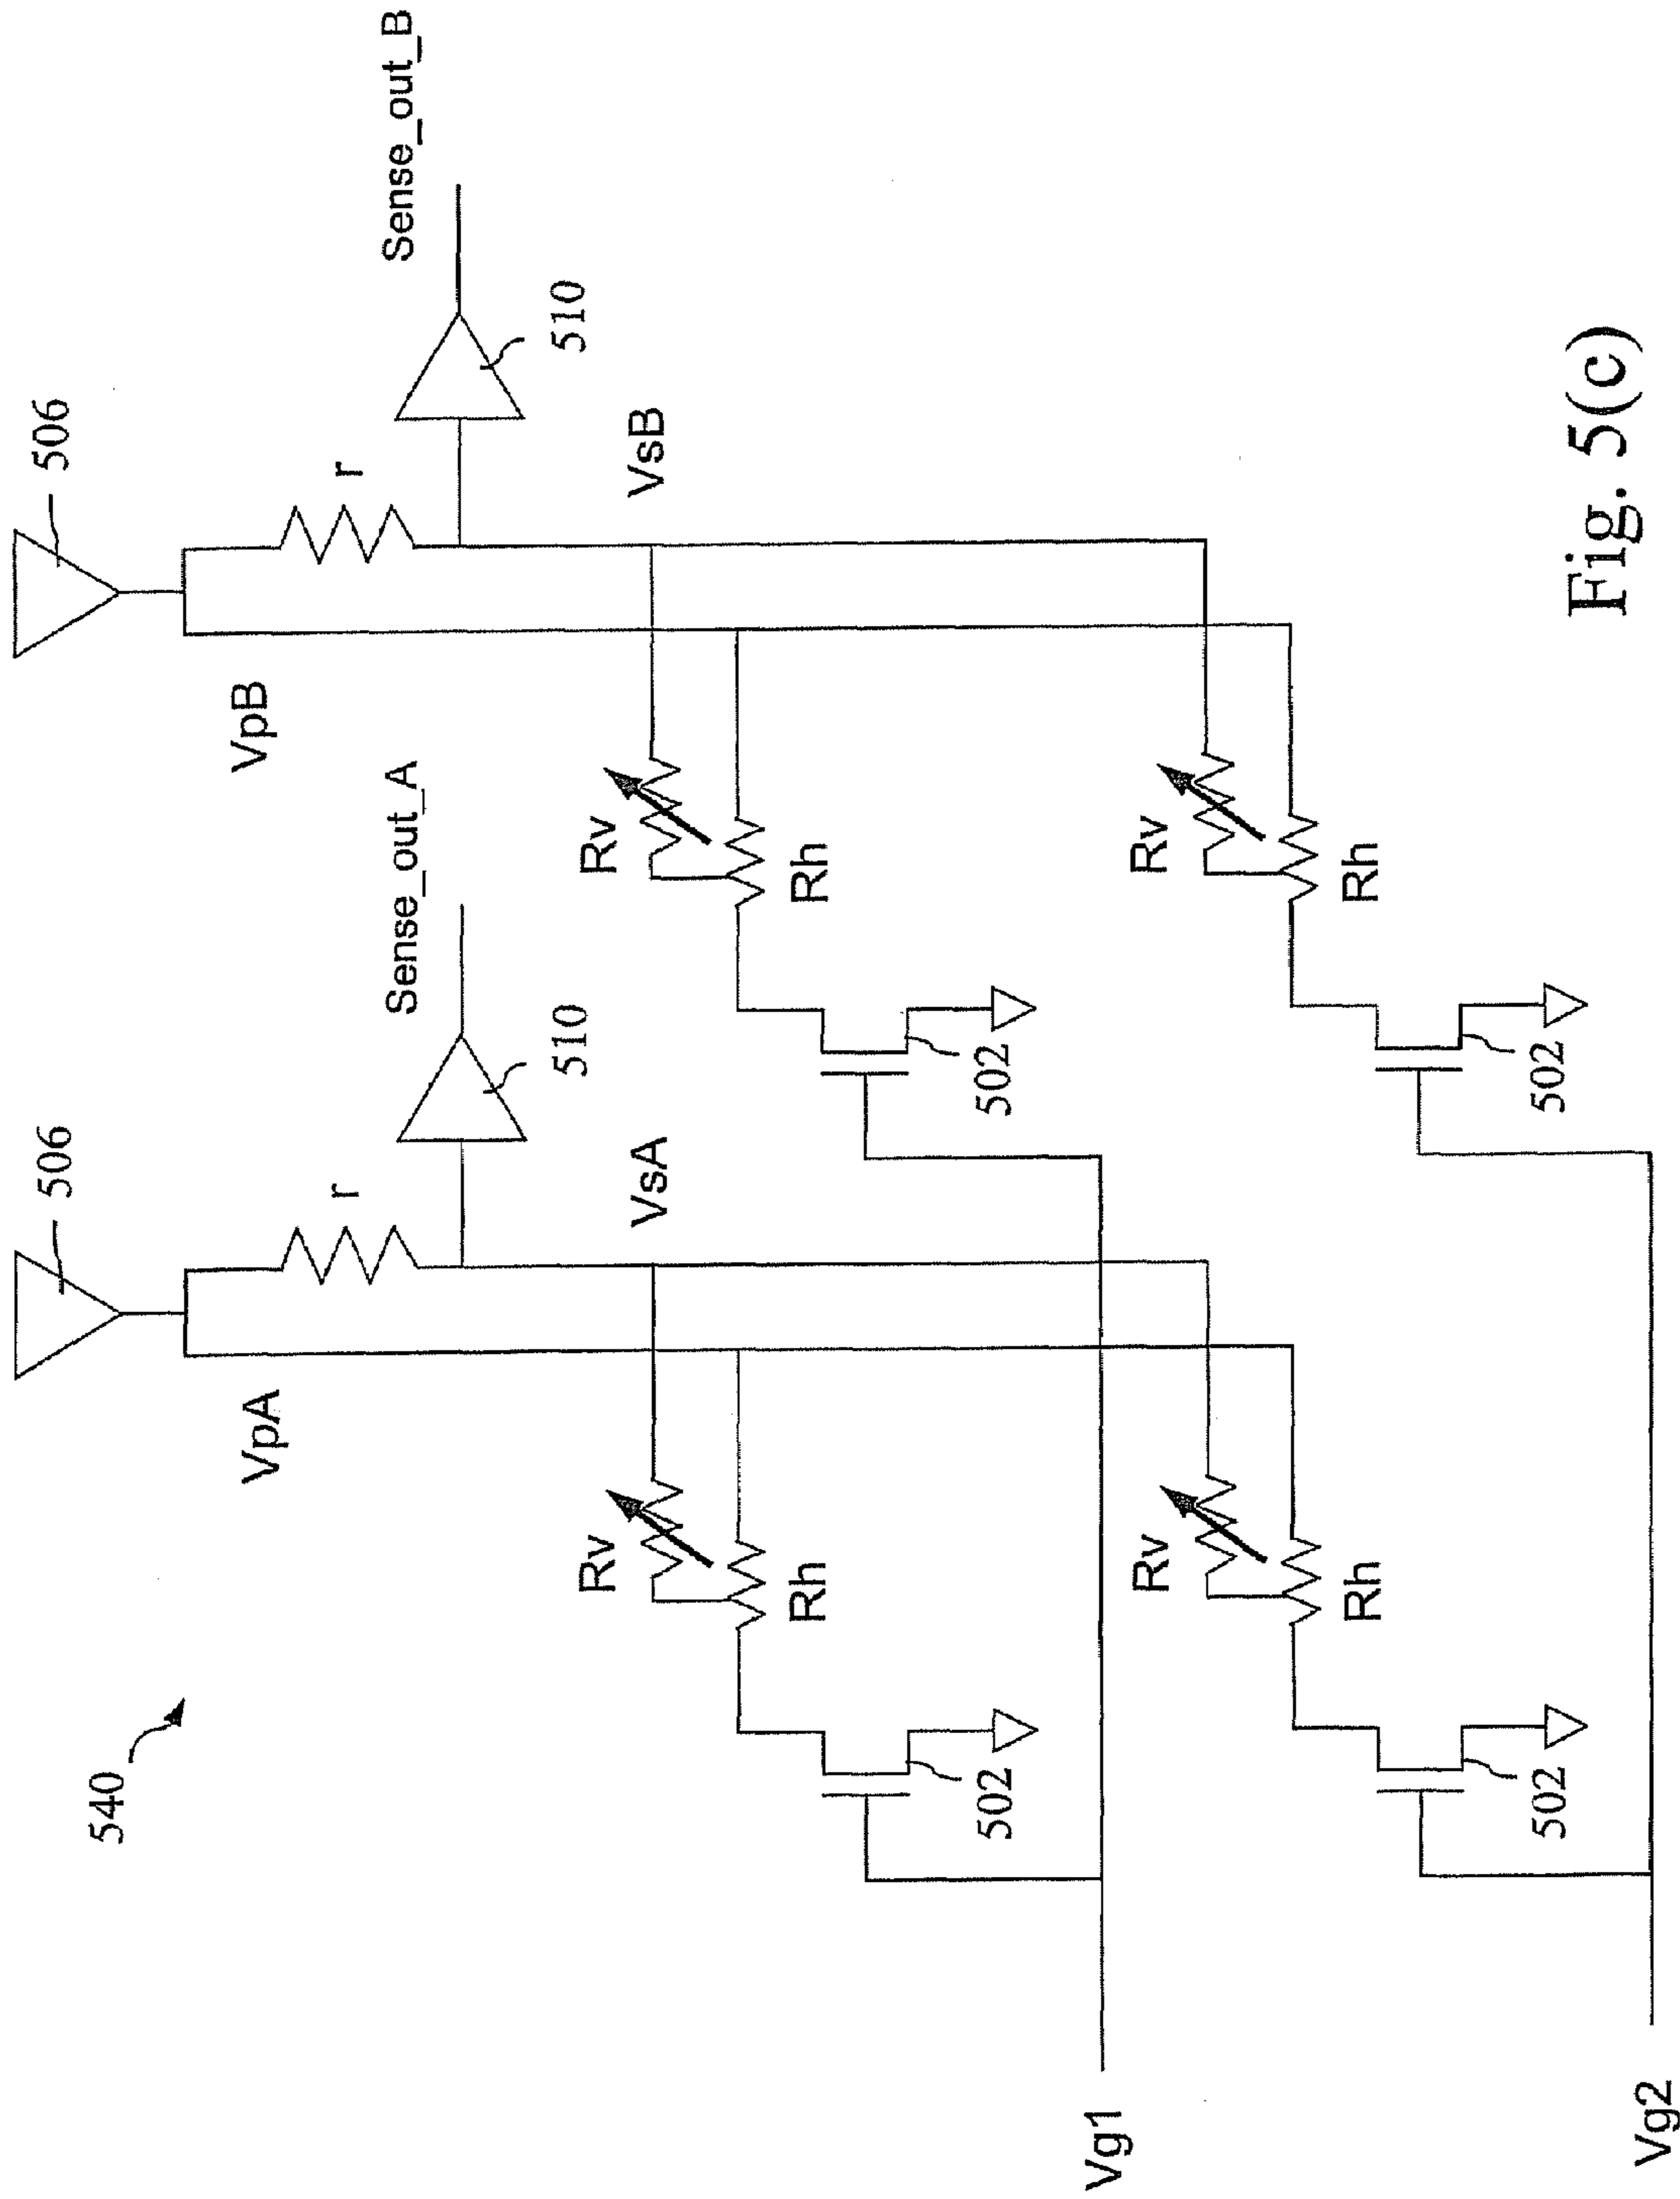 540
506
506
VpA
VpB
r
r
Sense_out_A
Sense_out_B
510
510
VsA
VsB
Rv
Rv
Rh
Rh
502
502
Vg1
Rv
Rv
Rh
Rh
502
502
Vg2
Fig. 5(c)